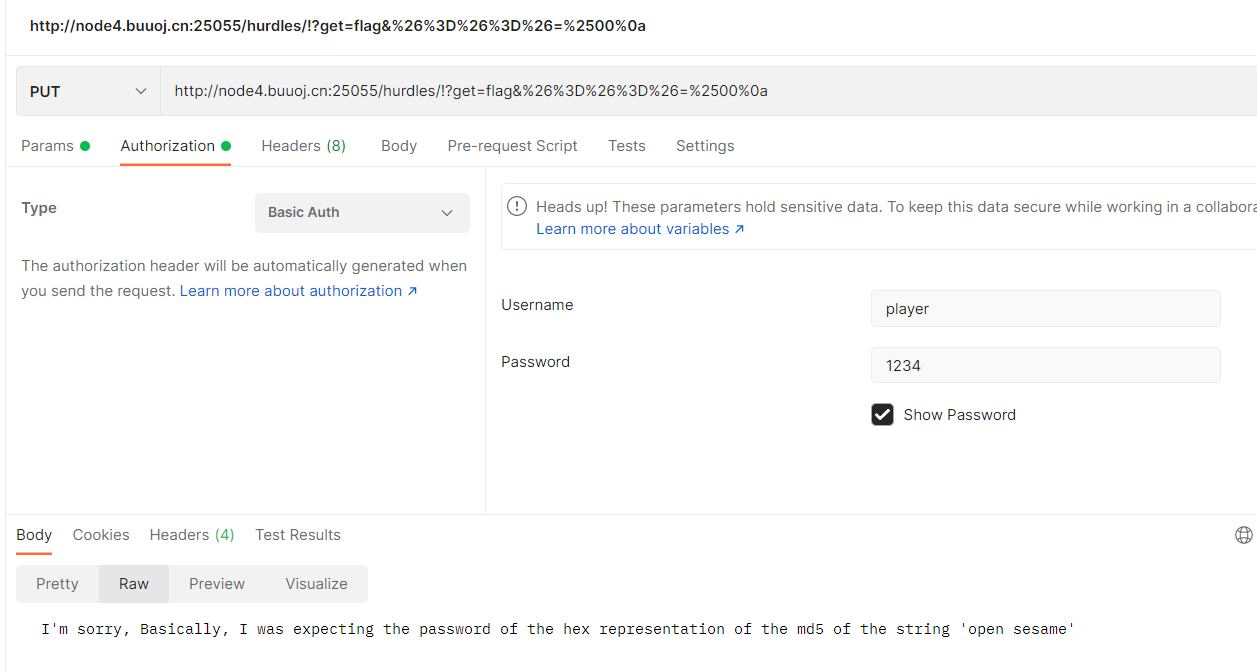 http://node4.buuoj.cn:25055/hurdles/!?get=flag&%26%3D%26%3D%26=%2500%0a
PUT http://node4.buuoj.cn:25055/hurdles/!?get=flag&%26%3D%26%3D%26=%2500%0a
Params Authorization Headers (8) Body Pre-request Script Tests Settings
Type Basic Auth
The authorization header will be automatically generated when
you send the request. Learn more about authorization ↗
Heads up! These parameters hold sensitive data. To keep this data secure while working in a collabora
Learn more about variables ↗
Username player
Password 1234
Show Password
Body Cookies Headers (4) Test Results
Pretty Raw Preview Visualize
I'm sorry, Basically, I was expecting the password of the hex representation of the md5 of the string 'open sesame'